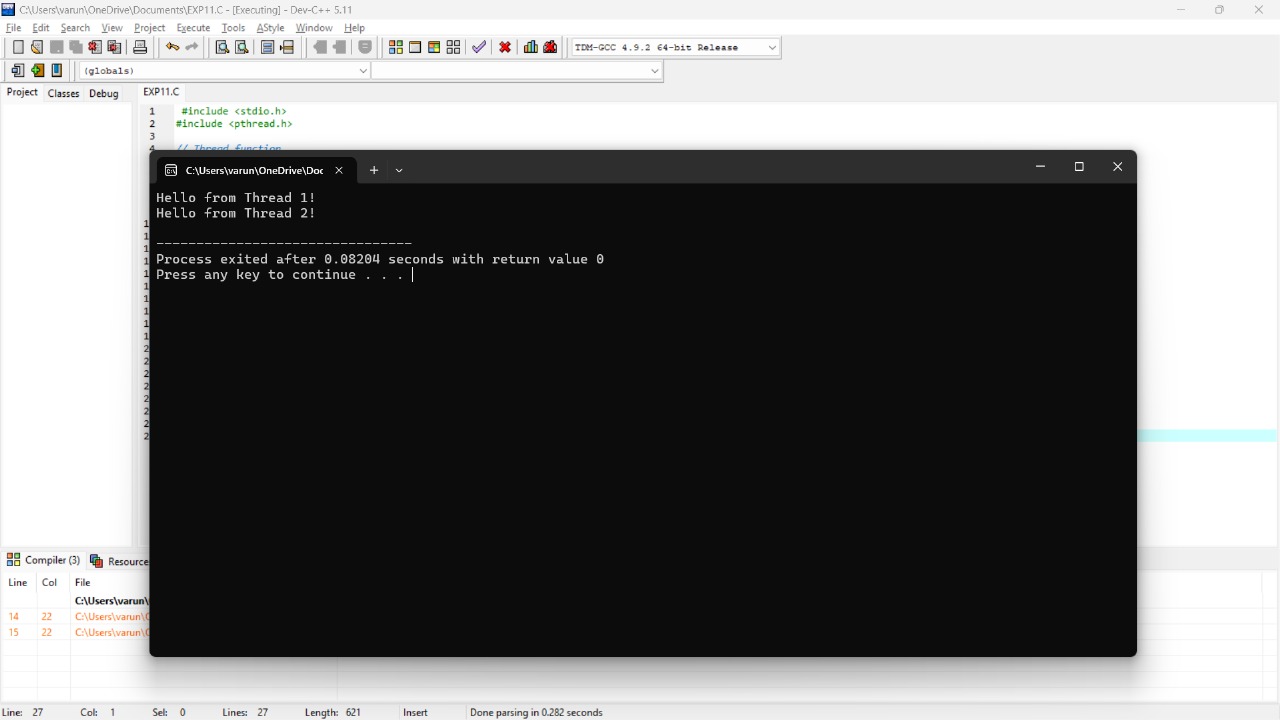 C:\Users\varun\OneDrive\Documents\EXP11.C - [Executing] - Dev-C++ 5.11
File Edit Search View Project Execute Tools AStyle Window Help
TDM-GCC 4.9.2 64-bit Release
(globals)
Project Classes Debug EXP11.C
1 #include <stdio.h>
2 #include <pthread.h>
3
4 // Thread function
C:\Users\varun\OneDrive\Doc
Hello from Thread 1!
Hello from Thread 2!
--------------------------------
Process exited after 0.08204 seconds with return value 0
Press any key to continue . . .
Compiler (3) Resource
Line Col File
C:\Users\varun\
14 22 C:\Users\varun\
15 22 C:\Users\varun\
Line: 27 Col: 1 Sel: 0 Lines: 27 Length: 621 Insert Done parsing in 0.282 seconds